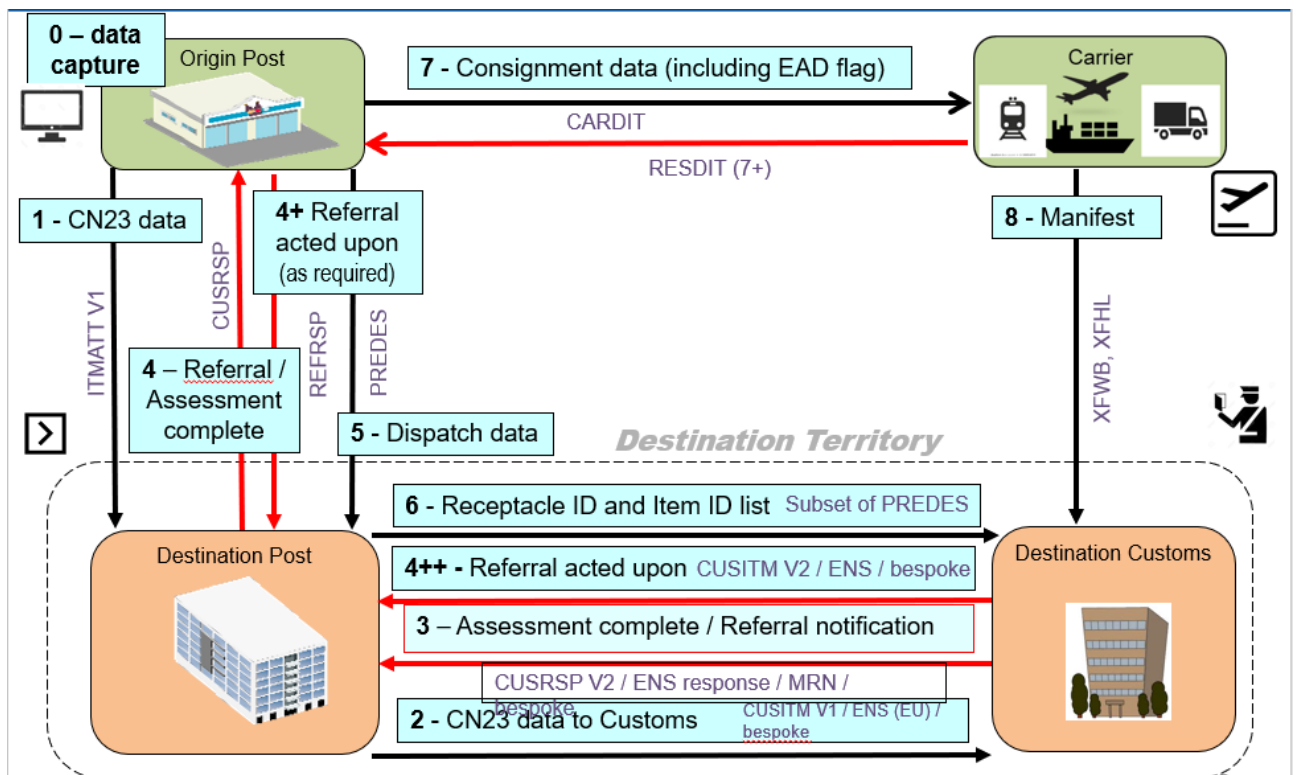 0 – data
capture
Origin Post
7 - Consignment data (including EAD flag)
Carrier
CARDIT
RESDIT (7+)
1 - CN23 data
4+ Referral
acted upon
(as required)
8 - Manifest
ITMATT V1
CUSRSP
REFRSP
PREDES
XFWB, XFHL
4 – Referral /
Assessment
complete
5 - Dispatch data
Destination Territory
6 - Receptacle ID and Item ID list Subset of PREDES
Destination Post
Destination Customs
4++ - Referral acted upon CUSITM V2 / ENS / bespoke
3 – Assessment complete / Referral notification
CUSRSP V2 / ENS response / MRN /
bespoke
2 - CN23 data to Customs CUSITM V1 / ENS (EU) /
bespoke